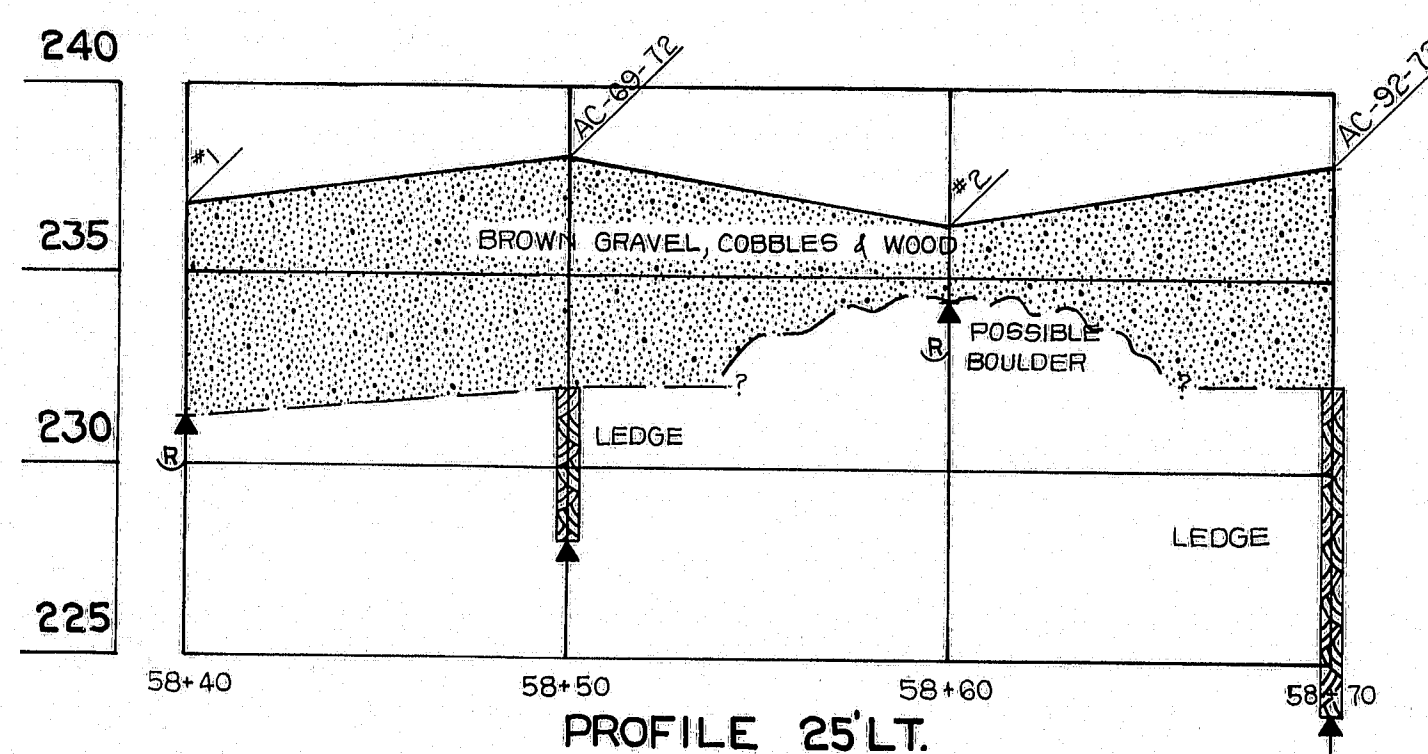 240
AC-69-72
AC-92-7
#1
#2
235
BROWN GRAVEL, COBBLES & WOOD
R
POSSIBLE
BOULDER
?
?
230
R
LEDGE
LEDGE
225
58+40
58+50
58+60
58+70
PROFILE 25' LT.